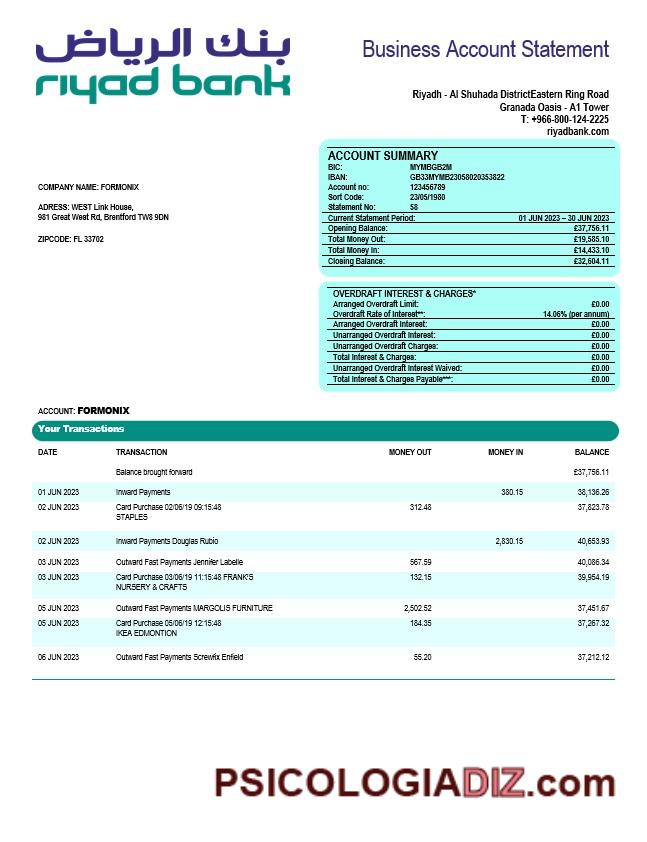 بنك الرياض
riyad bank
Business Account Statement
Riyadh - Al Shuhada DistrictEastern Ring Road
Granada Oasis - A1 Tower
T: +966-800-124-2225
riyadbank.com
ACCOUNT SUMMARY
BIC: MYMBGB2M
IBAN: GB33MYMB23058020353822
Account no: 123456789
Sort Code: 23/05/1980
Statement No: 58
Current Statement Period: 01 JUN 2023 – 30 JUN 2023
Opening Balance: £37,756.11
Total Money Out: £19,585.10
Total Money In: £14,433.10
Closing Balance: £32,604.11
COMPANY NAME: FORMONIX
ADRESS: WEST Link House,
981 Great West Rd, Brentford TW8 9DN
ZIPCODE: FL 33702
OVERDRAFT INTEREST & CHARGES*
Arranged Overdraft Limit: £0.00
Overdraft Rate of Interest**: 14.06% (per annum)
Arranged Overdraft Interest: £0.00
Unarranged Overdraft Interest: £0.00
Unarranged Overdraft Charges: £0.00
Total Interest & Charges: £0.00
Unarranged Overdraft Interest Waived: £0.00
Total Interest & Charges Payable***: £0.00
ACCOUNT: FORMONIX
Your Transactions
DATE TRANSACTION MONEY OUT MONEY IN BALANCE
Balance brought forward £37,756.11
01 JUN 2023 Inward Payments 380.15 38,136.26
02 JUN 2023 Card Purchase 02/06/19 09:15:48 312.48 37,823.78
STAPLES
02 JUN 2023 Inward Payments Douglas Rubio 2,830.15 40,653.93
03 JUN 2023 Outward Fast Payments Jennifer Labelle 567.59 40,086.34
03 JUN 2023 Card Purchase 03/06/19 11:15:48 FRANK'S 132.15 39,954.19
NURSERY & CRAFTS
05 JUN 2023 Outward Fast Payments MARGOLIS FURNITURE 2,502.52 37,451.67
05 JUN 2023 Card Purchase 05/06/19 12:15:48 184.35 37,267.32
IKEA EDMONTION
06 JUN 2023 Outward Fast Payments Screwfix Enfield 55.20 37,212.12
PSICOLOGIADIZ.com